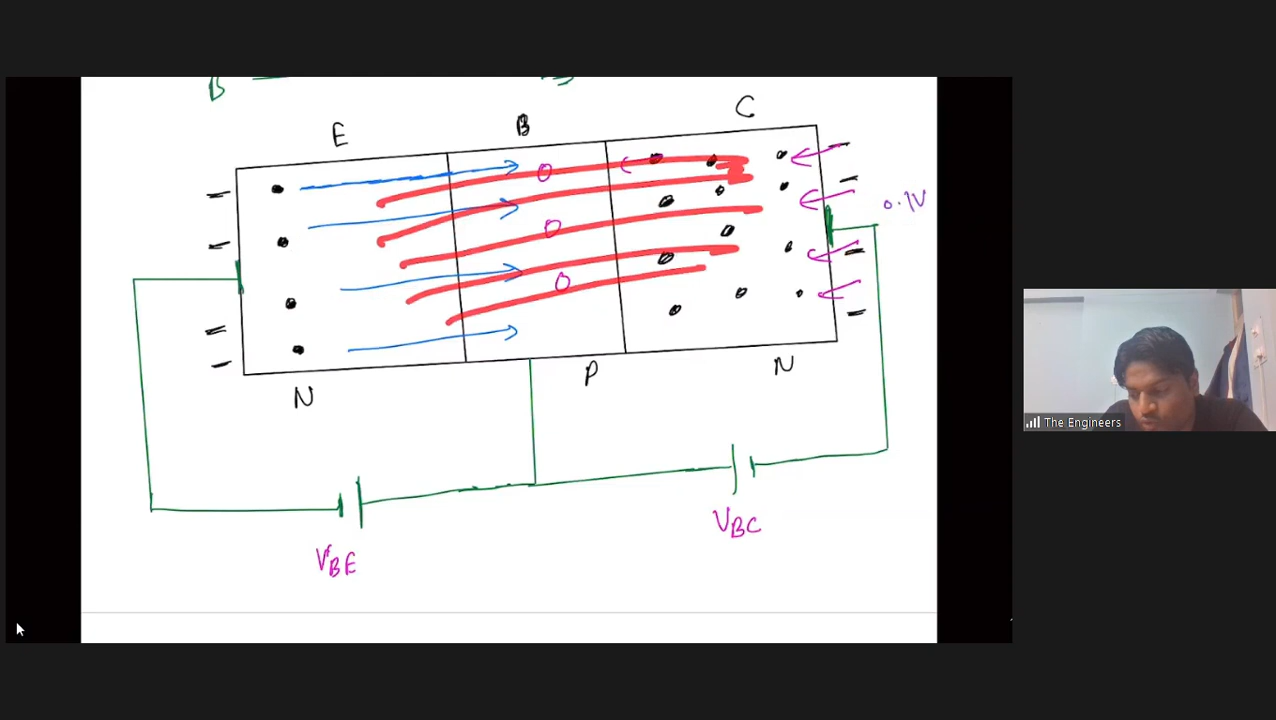 B
E B C
0.1V
N P N
VBE
VBC
The Engineers